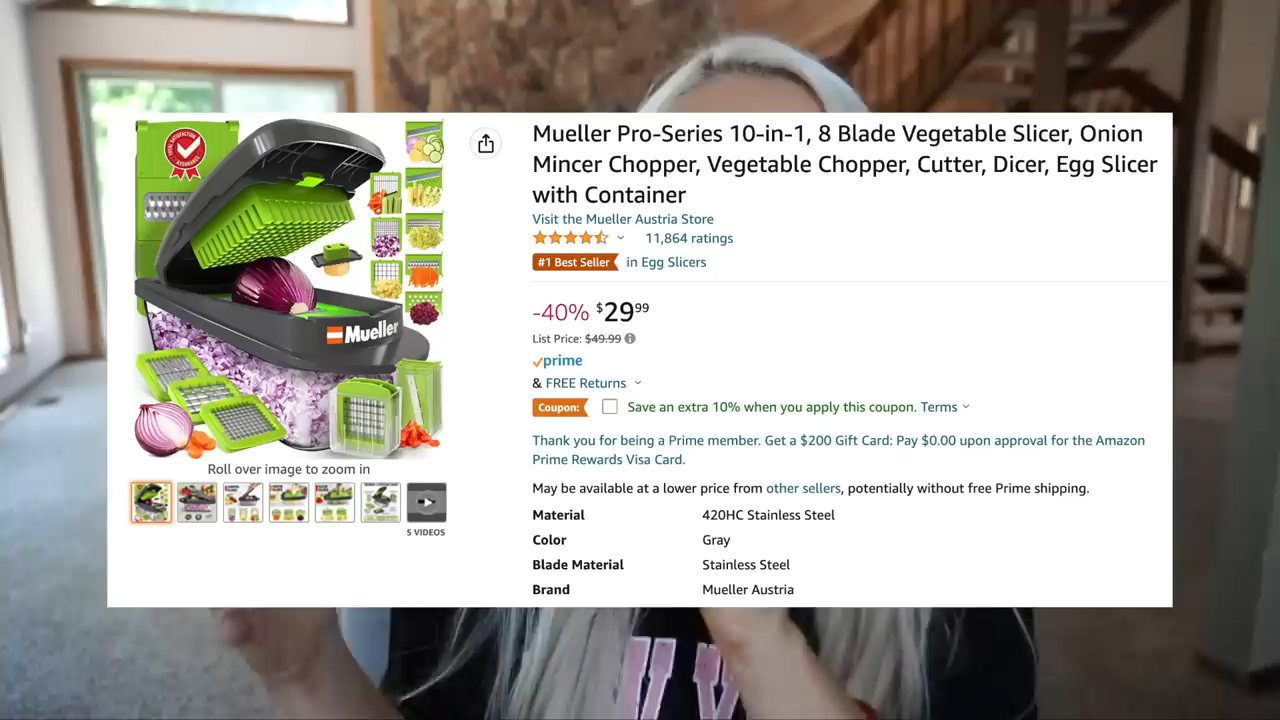 Mueller Pro-Series 10-in-1, 8 Blade Vegetable Slicer, Onion
Mincer Chopper, Vegetable Chopper, Cutter, Dicer, Egg Slicer
with Container
Visit the Mueller Austria Store
11,864 ratings
#1 Best Seller in Egg Slicers
-40% $2999
List Price: $49.99
prime
& FREE Returns
Coupon: Save an extra 10% when you apply this coupon. Terms
Thank you for being a Prime member. Get a $200 Gift Card: Pay $0.00 upon approval for the Amazon
Prime Rewards Visa Card.
May be available at a lower price from other sellers, potentially without free Prime shipping.
Material 420HC Stainless Steel
Color Gray
Blade Material Stainless Steel
Brand Mueller Austria
Mueller
Roll over image to zoom in
5 VIDEOS